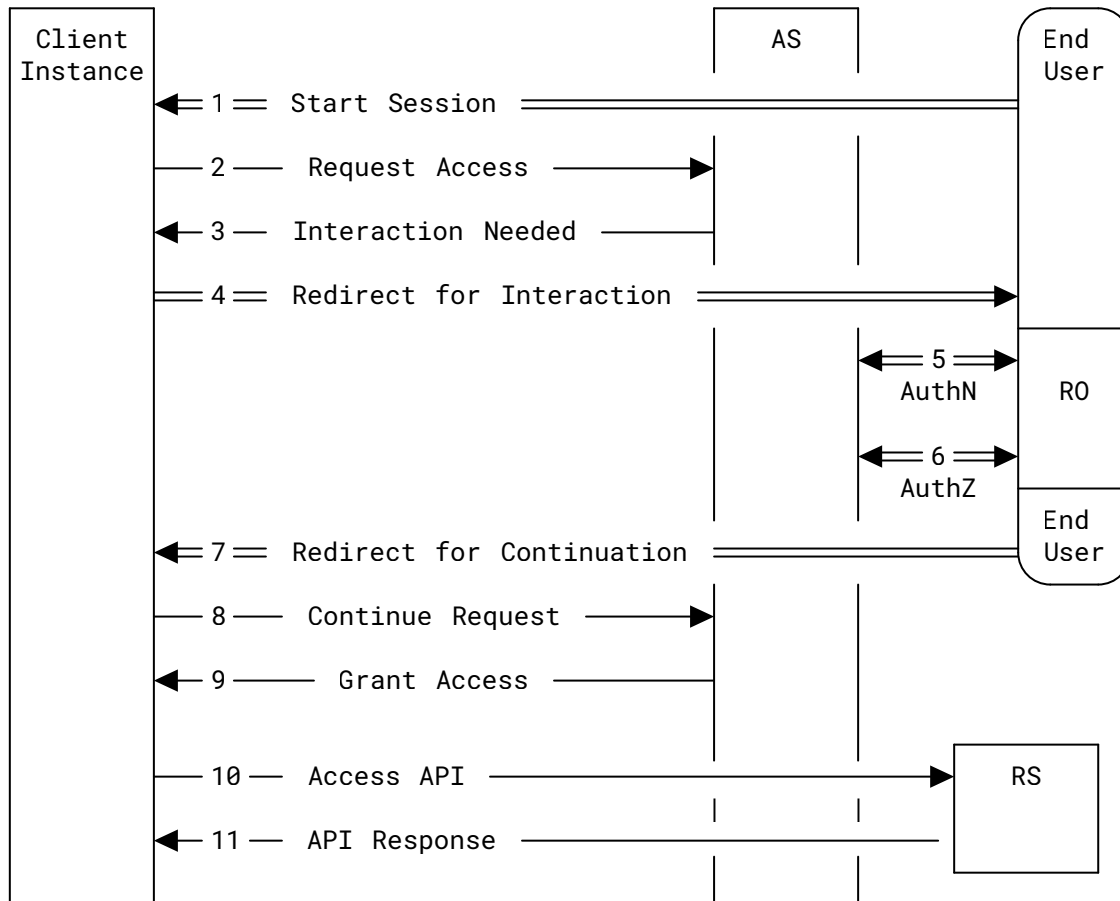 Client
Instance
AS
End
User
1 Start Session
2 Request Access
3 Interaction Needed
4 Redirect for Interaction
5
AuthN
RO
6
AuthZ
End
User
7 Redirect for Continuation
8 Continue Request
9 Grant Access
10 Access API
RS
11 API Response